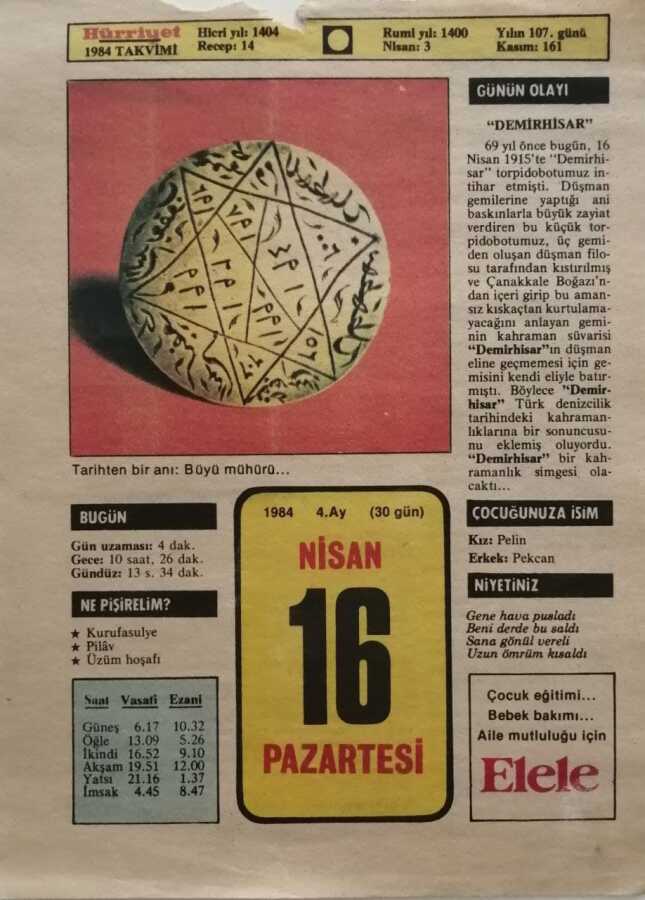 Hürriyet
1984 TAKVİMİ
Hicri yıl: 1404
Recep: 14
Rumi yıl: 1400
Nisan: 3
Yılın 107. günü
Kasım: 161
Tarihten bir anı: Büyü mühürü...
GÜNÜN OLAYI
"DEMİRHİSAR"
69 yıl önce bugün, 16
Nisan 1915'te "Demirhi-
sar" torpidobotumuz in-
tihar etmişti. Düşman
gemilerine yaptığı ani
baskınlarla büyük zayiat
verdiren bu küçük tor-
pidobotumuz, üç gemi-
den oluşan düşman filo-
su tarafından kıstırılmış
ve Çanakkale Boğazı'n-
dan içeri girip bu aman-
sız kıskaçtan kurtulama-
yacağını anlayan gemi-
nin kahraman süvarisi
"Demirhisar"ın düşman
eline geçmemesi için ge-
misini kendi eliyle batır-
mıştı. Böylece "Demir-
hisar" Türk denizcilik
tarihindeki kahraman-
lıklarına bir sonuncusu-
nu eklemiş oluyordu.
"Demirhisar" bir kah-
ramanlık simgesi ola-
caktı...
BUGÜN
Gün uzaması: 4 dak.
Gece: 10 saat, 26 dak.
Gündüz: 13 s. 34 dak.
NE PİŞİRELİM?
★ Kurufasulye
★ Pilâv
★ Üzüm hoşafı
Saat Vasati Ezani
Güneş 6.17 10.32
Öğle 13.09 5.26
İkindi 16.52 9.10
Akşam 19.51 12.00
Yatsı 21.16 1.37
İmsak 4.45 8.47
1984 4.Ay (30 gün)
NİSAN
16
PAZARTESİ
ÇOCUĞUNUZA İSİM
Kız: Pelin
Erkek: Pekcan
NİYETİNİZ
Gene hava pusladı
Beni derde bu saldı
Sana gönül vereli
Uzun ömrüm kısaldı
Çocuk eğitimi...
Bebek bakımı...
Aile mutluluğu için
Elele